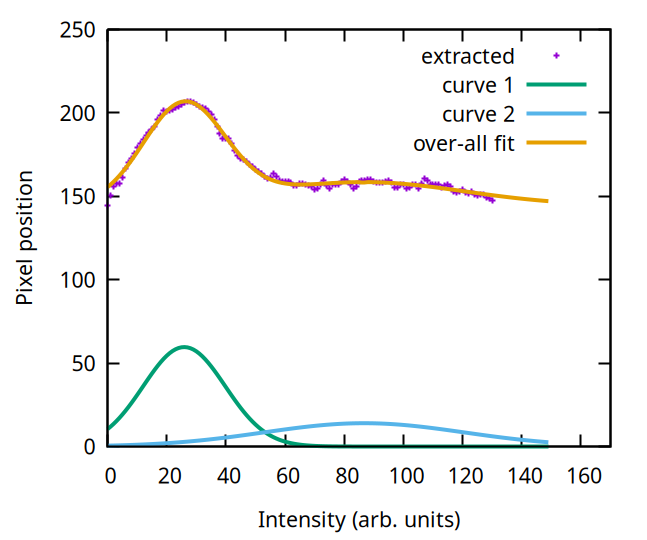 250
200
150
100
50
0
Pixel position
extracted
curve 1
curve 2
over-all fit
0 20 40 60 80 100 120 140 160
Intensity (arb. units)